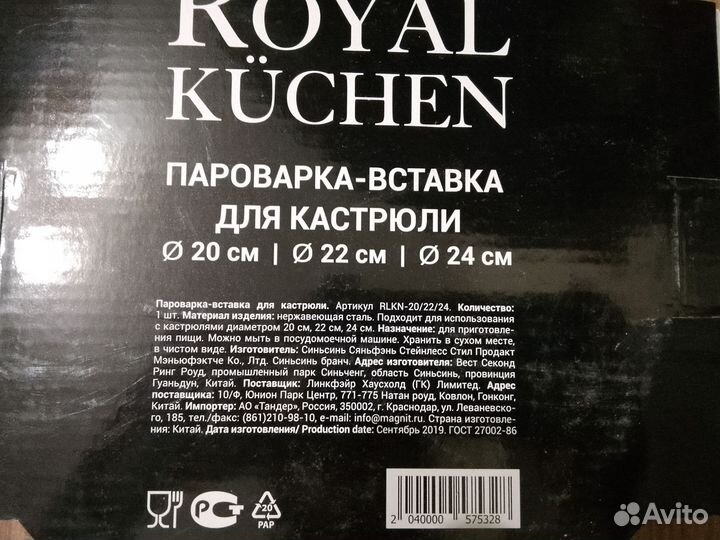 ROYAL
KÜCHEN
ПАРОВАРКА-ВСТАВКА
ДЛЯ КАСТРЮЛИ
Ø 20 см | Ø 22 см | Ø 24 см
Пароварка-вставка для кастрюли. Артикул RLKN-20/22/24. Количество:
1 шт. Материал изделия: нержавеющая сталь. Подходит для использования
с кастрюлями диаметром 20 см, 22 см, 24 см. Назначение: для приготовле-
ния пищи. Можно мыть в посудомоечной машине. Хранить в сухом месте,
в чистом виде. Изготовитель: Синьсинь Сяньфэнь Стейнлесс Стил Продакт
Мэньюфэктче Ко., Лтд. Синьсинь бранч. Адрес изготовителя: Вест Секонд
Ринг Роуд, промышленный парк Синьченг, область Синьсинь, провинция
Гуаньдун, Китай. Поставщик: Линкфэйр Хаусхолд (ГК) Лимитед. Адрес
поставщика: 10/Ф, Юнион Парк Центр, 771-775 Натан роуд, Ковлон, Гонконг,
Китай. Импортер: АО «Тандер», Россия, 350002, г. Краснодар, ул. Леваневско-
го, 185, тел./факс: (861)210-98-10, e-mail: info@magnit.ru. Страна изготовле-
ния: Китай. Дата изготовления/ Production date: Сентябрь 2019. ГОСТ 27002-86
20
PAP
2 040000 575328
Avito